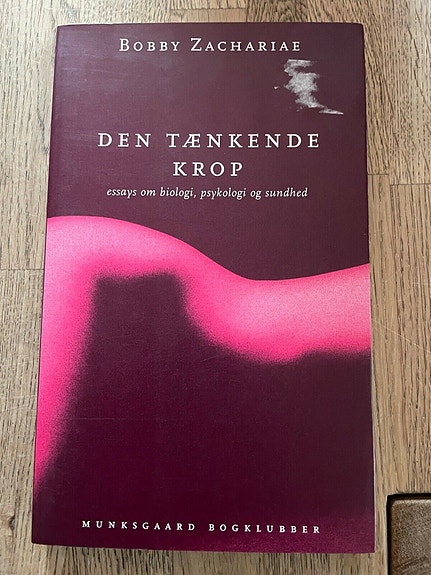 BOBBY ZACHARIAE
DEN TÆNKENDE
KROP
essays om biologi, psykologi og sundhed
MUNKSGAARD BOGKLUBBER